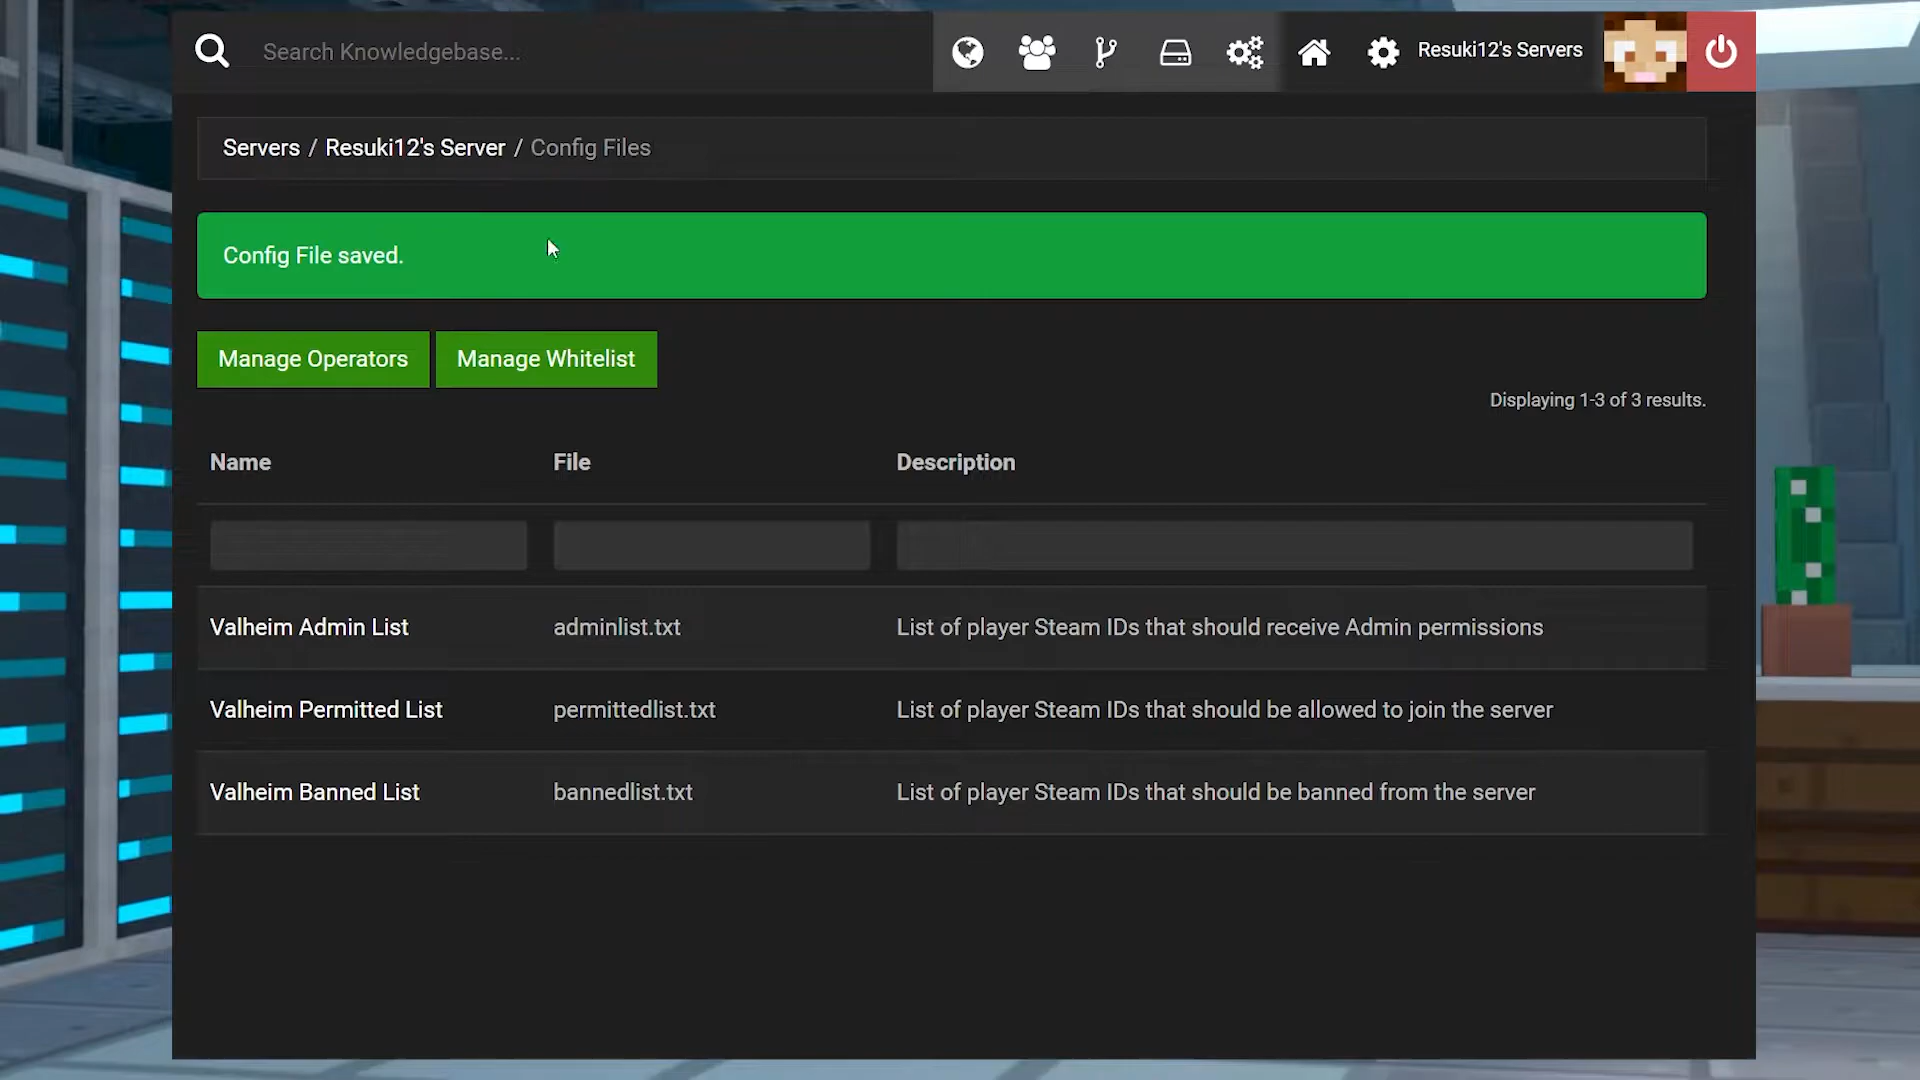 Search Knowledgebase...
Resuki12's Servers
Servers / Resuki12's Server / Config Files
Config File saved.
Manage Operators
Manage Whitelist
Displaying 1-3 of 3 results.
Name File Description
Valheim Admin List adminlist.txt List of player Steam IDs that should receive Admin permissions
Valheim Permitted List permittedlist.txt List of player Steam IDs that should be allowed to join the server
Valheim Banned List bannedlist.txt List of player Steam IDs that should be banned from the server